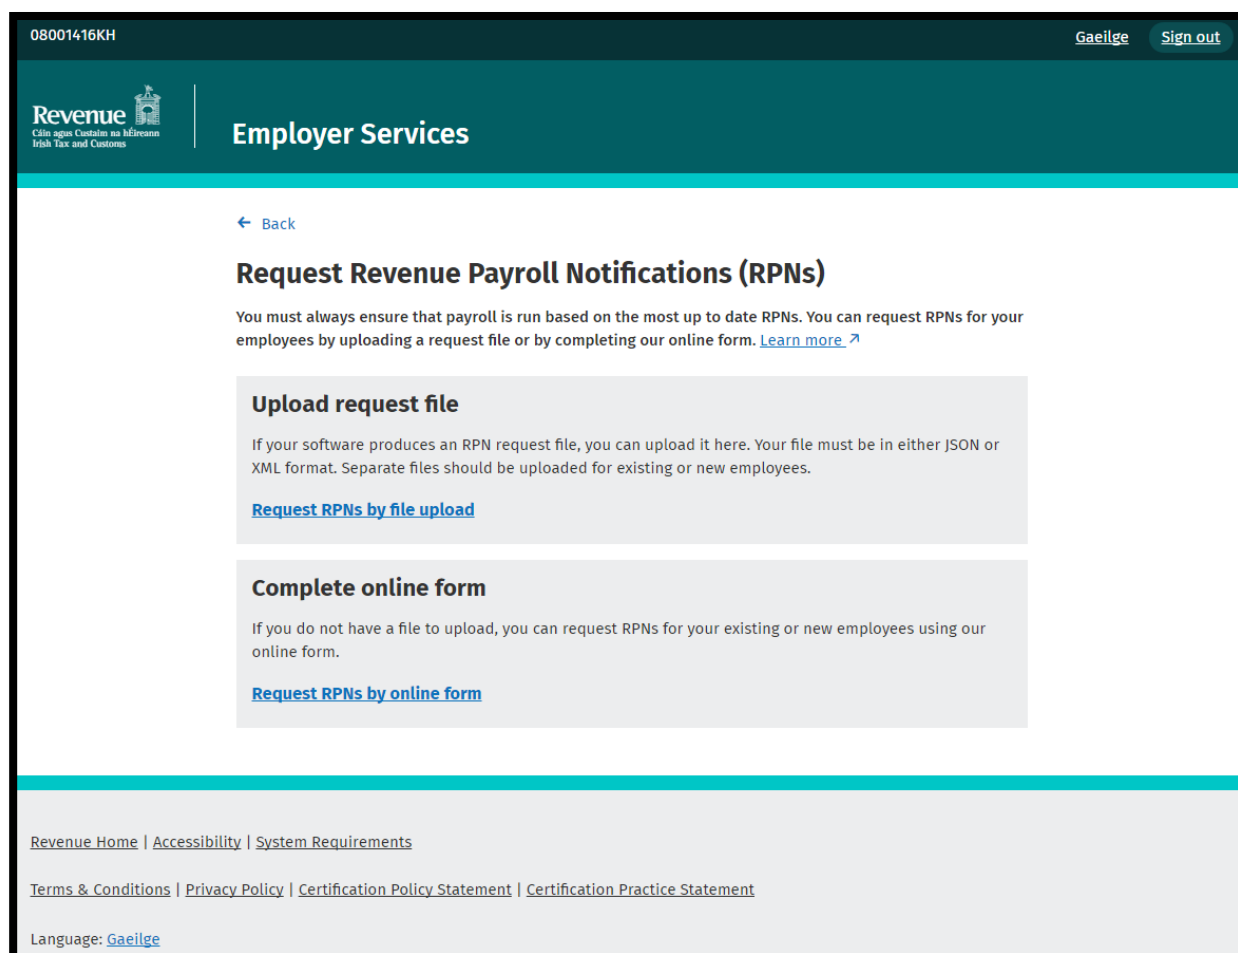 08001416KH
Gaeilge
Sign out
Revenue
Cáin agus Custaim na hÉireann
Irish Tax and Customs
Employer Services
← Back
Request Revenue Payroll Notifications (RPNs)
You must always ensure that payroll is run based on the most up to date RPNs. You can request RPNs for your
employees by uploading a request file or by completing our online form. Learn more ↗
Upload request file
If your software produces an RPN request file, you can upload it here. Your file must be in either JSON or
XML format. Separate files should be uploaded for existing or new employees.
Request RPNs by file upload
Complete online form
If you do not have a file to upload, you can request RPNs for your existing or new employees using our
online form.
Request RPNs by online form
Revenue Home | Accessibility | System Requirements
Terms & Conditions | Privacy Policy | Certification Policy Statement | Certification Practice Statement
Language: Gaeilge